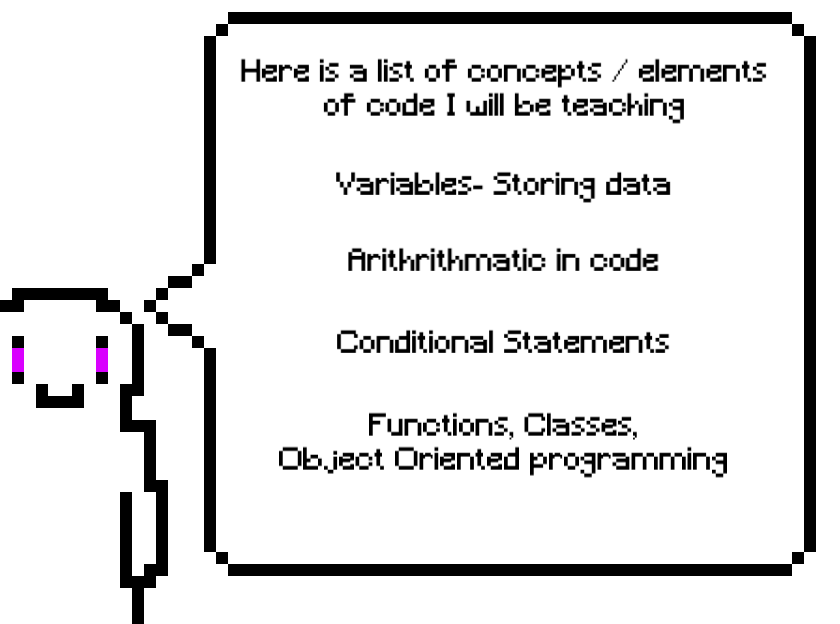 Here is a list of concepts / elements
of code I will be teaching
Variables- Storing data
Arithrithmatic in code
Conditional Statements
Functions, Classes,
Object Oriented programming